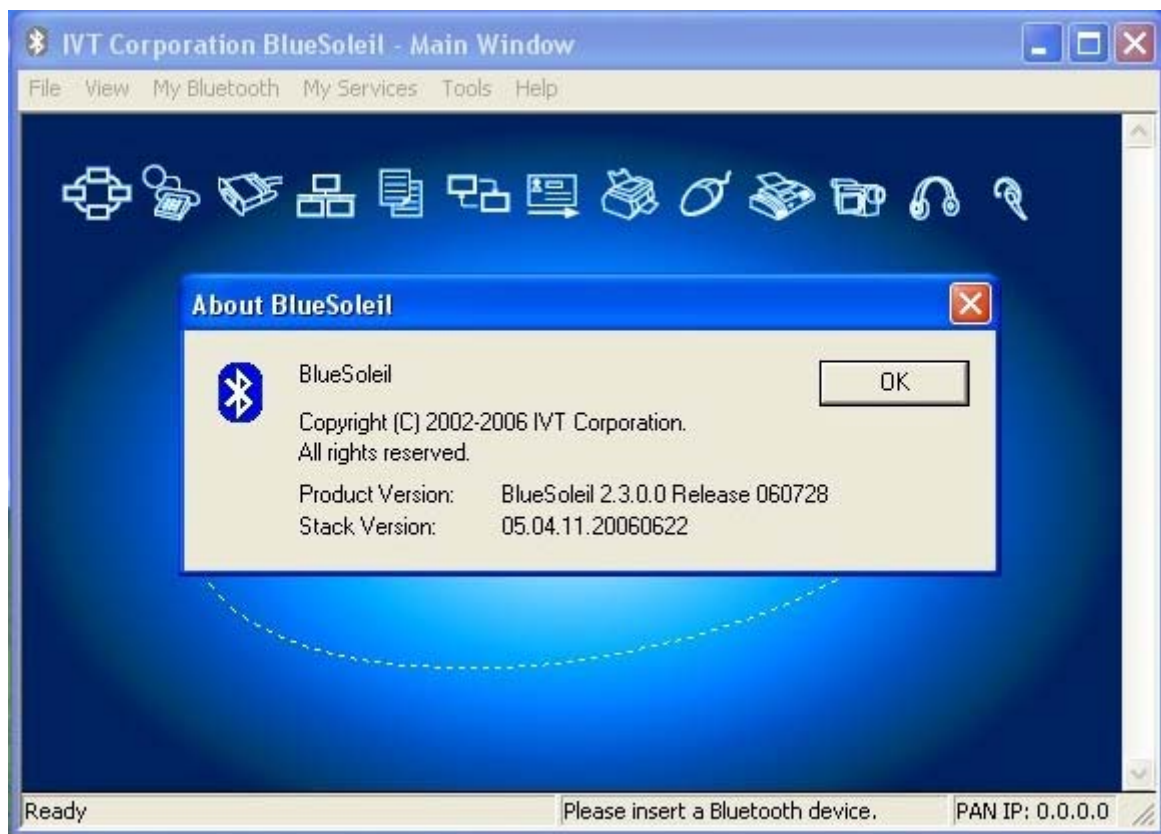 IVT Corporation BlueSoleil - Main Window
File View My Bluetooth My Services Tools Help
About BlueSoleil
BlueSoleil
OK
Copyright (C) 2002-2006 IVT Corporation.
All rights reserved.
Product Version: BlueSoleil 2.3.0.0 Release 060728
Stack Version: 05.04.11.20060622
Ready Please insert a Bluetooth device. PAN IP: 0.0.0.0